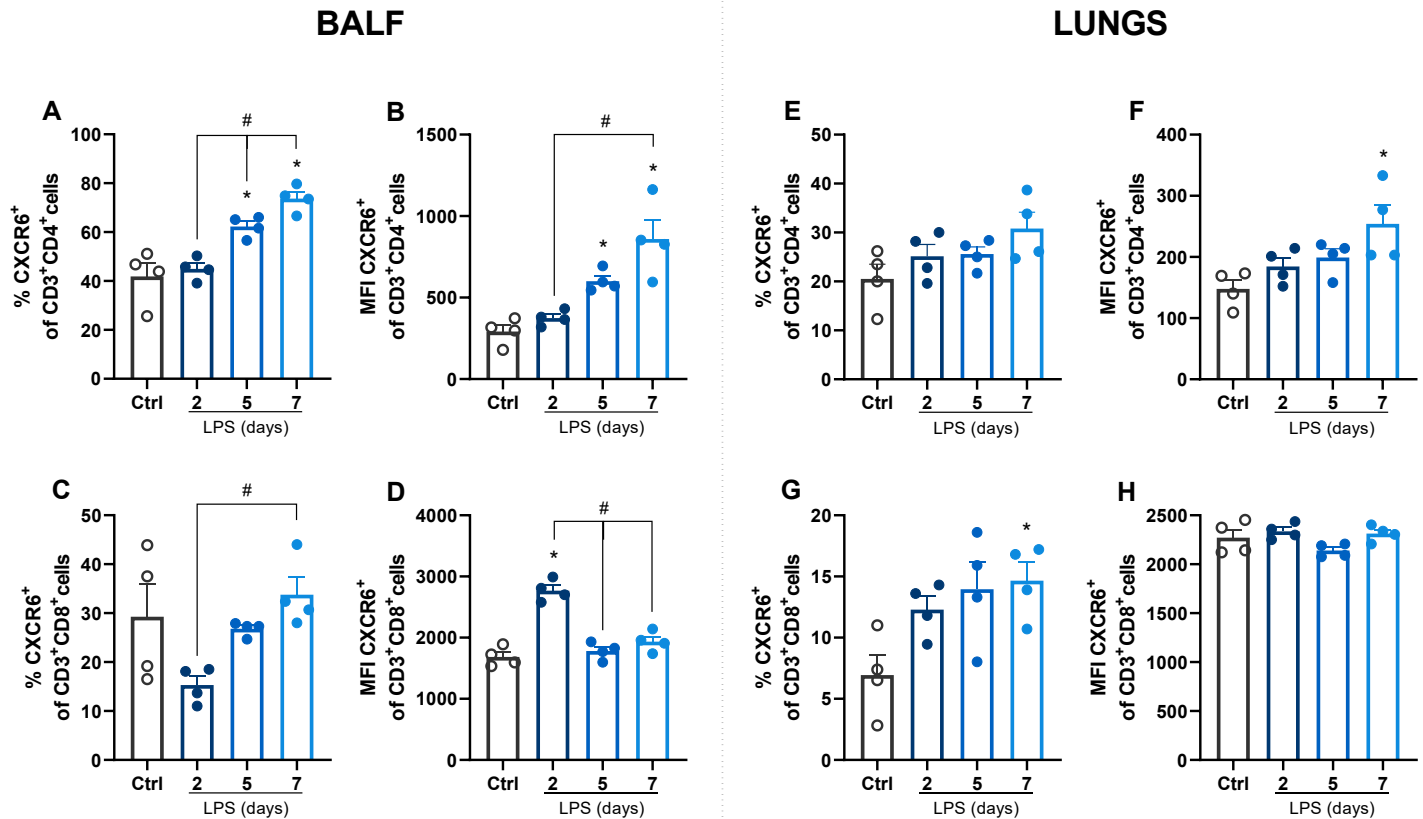 BALF
LUNGS
A
% CXCR6⁺
of CD3⁺CD4⁺cells
100
80
60
40
20
0
#
*
*
Ctrl 2 5 7
LPS (days)
B
MFI CXCR6⁺
of CD3⁺CD4⁺cells
1500
1000
500
0
#
*
*
Ctrl 2 5 7
LPS (days)
E
% CXCR6⁺
of CD3⁺CD4⁺cells
50
40
30
20
10
0
Ctrl 2 5 7
LPS (days)
F
MFI CXCR6⁺
of CD3⁺CD4⁺cells
400
300
200
100
0
*
Ctrl 2 5 7
LPS (days)
C
% CXCR6⁺
of CD3⁺CD8⁺cells
50
40
30
20
10
0
#
Ctrl 2 5 7
LPS (days)
D
MFI CXCR6⁺
of CD3⁺CD8⁺cells
4000
3000
2000
1000
0
#
*
Ctrl 2 5 7
LPS (days)
G
% CXCR6⁺
of CD3⁺CD8⁺cells
20
15
10
5
0
*
Ctrl 2 5 7
LPS (days)
H
MFI CXCR6⁺
of CD3⁺CD8⁺cells
2500
2000
1500
1000
500
0
Ctrl 2 5 7
LPS (days)